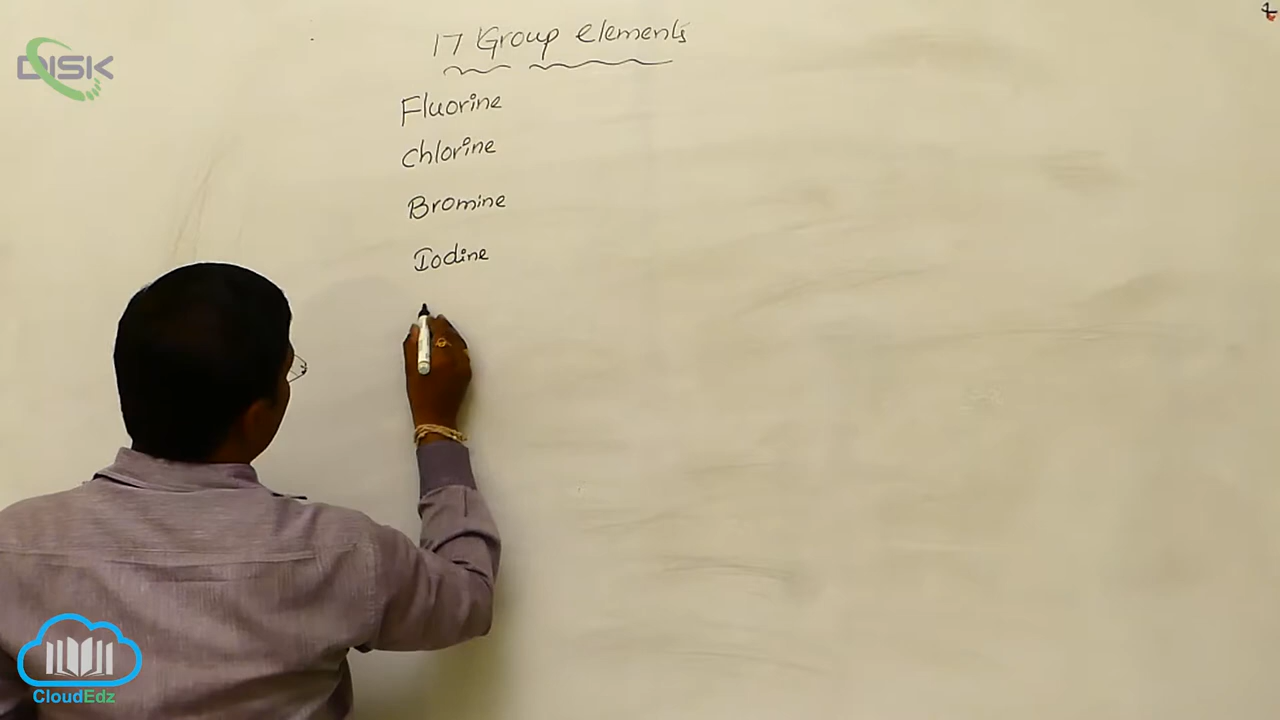 17 Group elements
DISK
Fluorine
Chlorine
Bromine
Iodine
CloudEdz